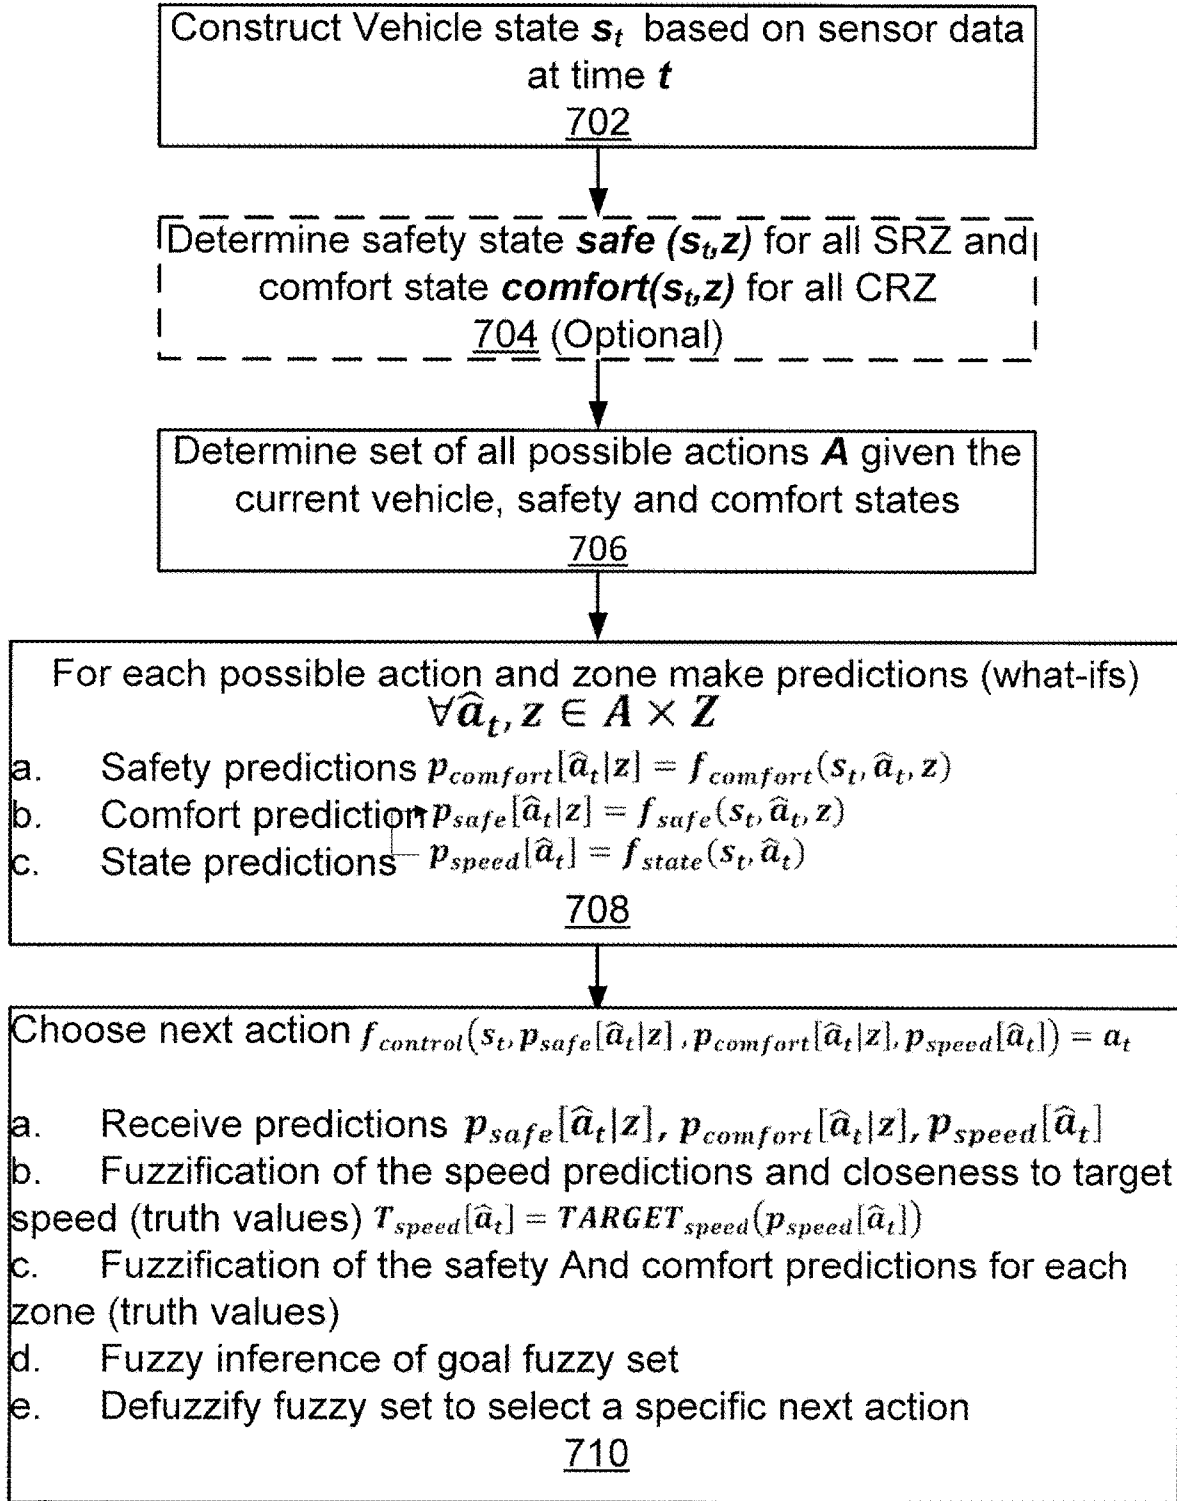 Construct Vehicle state s_t based on sensor data
at time t
702
Determine safety state safe (s_t,z) for all SRZ and
comfort state comfort(s_t,z) for all CRZ
704 (Optional)
Determine set of all possible actions A given the
current vehicle, safety and comfort states
706
For each possible action and zone make predictions (what-ifs)
∀â_t, z ∈ A × Z
a. Safety predictions p_comfort[â_t|z] = f_comfort(s_t, â_t, z)
b. Comfort prediction p_safe[â_t|z] = f_safe(s_t, â_t, z)
c. State predictions p_speed[â_t] = f_state(s_t, â_t)
708
Choose next action f_control(s_t, p_safe[â_t|z], p_comfort[â_t|z], p_speed[â_t]) = a_t
a. Receive predictions p_safe[â_t|z], p_comfort[â_t|z], p_speed[â_t]
b. Fuzzification of the speed predictions and closeness to target
speed (truth values) T_speed[â_t] = TARGET_speed(p_speed[â_t])
c. Fuzzification of the safety And comfort predictions for each
zone (truth values)
d. Fuzzy inference of goal fuzzy set
e. Defuzzify fuzzy set to select a specific next action
710